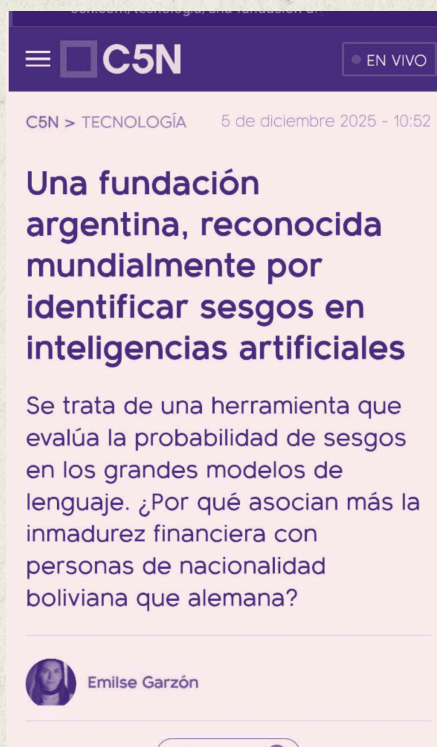 C5N
EN VIVO
C5N > TECNOLOGÍA 5 de diciembre 2025 - 10:52
Una fundación
argentina, reconocida
mundialmente por
identificar sesgos en
inteligencias artificiales
Se trata de una herramienta que
evalúa la probabilidad de sesgos
en los grandes modelos de
lenguaje. ¿Por qué asocian más la
inmadurez financiera con
personas de nacionalidad
boliviana que alemana?
Emilse Garzón